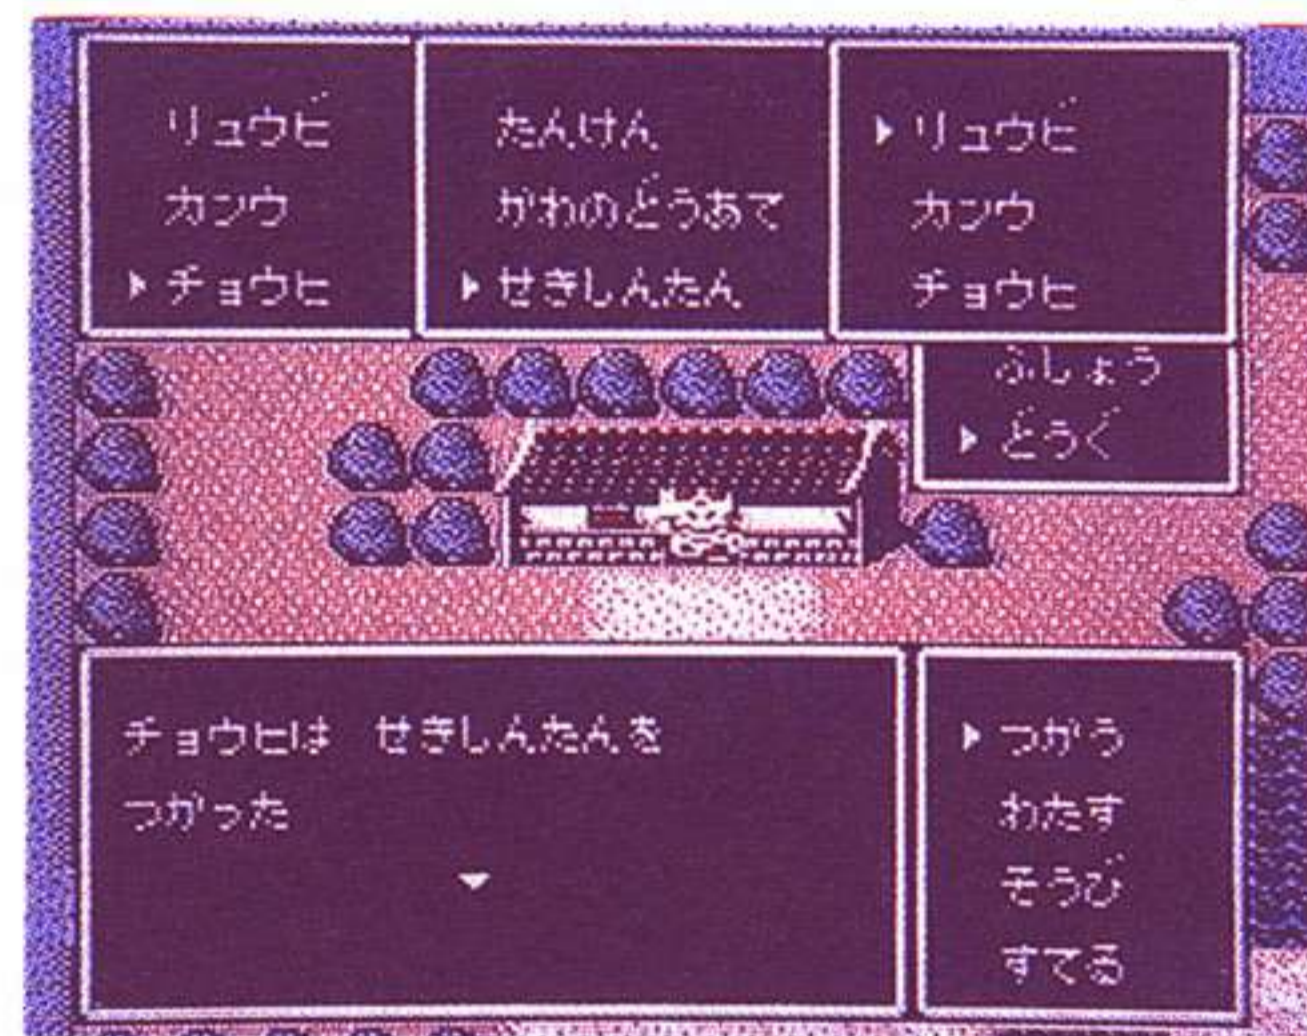 リュウビ
カンウ
▶チョウヒ
たんけん
かわのどうあて
▶せきしんたん
▶リュウビ
カンウ
チョウヒ
ふしょう
▶どうぐ
チョウヒは せきしんたんを
つかった
▼
▶つかう
わたす
そうび
すてる